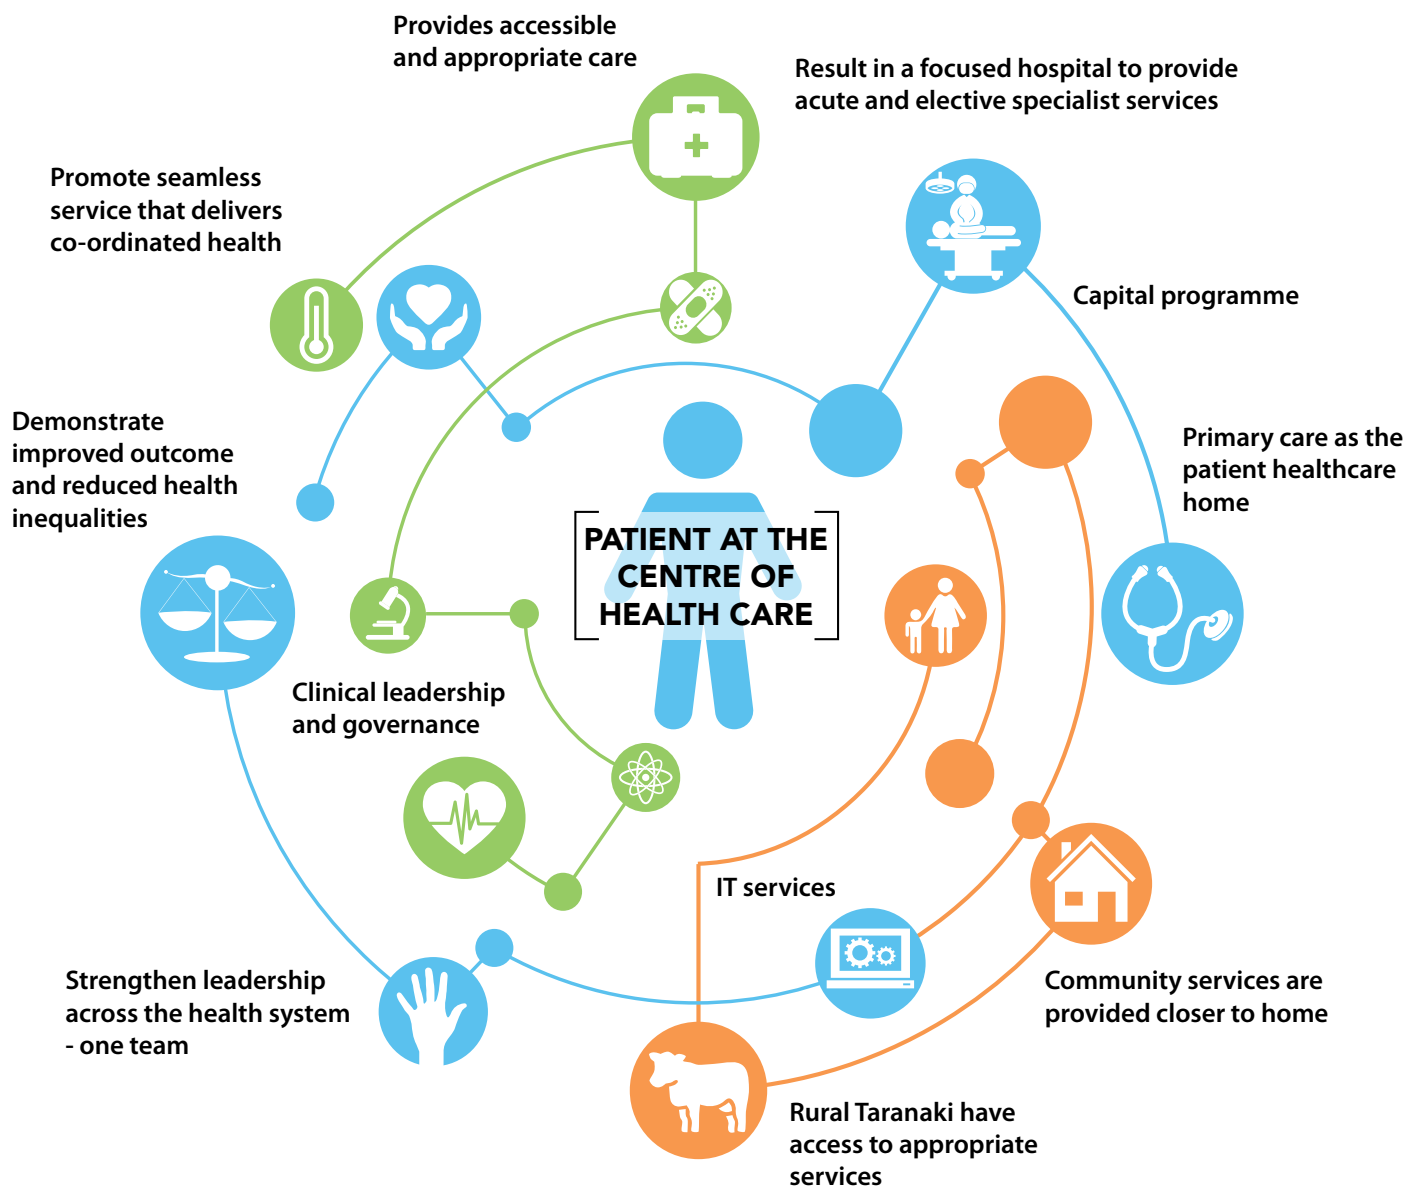 Provides accessible
and appropriate care
Result in a focused hospital to provide
acute and elective specialist services
Promote seamless
service that delivers
co-ordinated health
Capital programme
Demonstrate
improved outcome
and reduced health
inequalities
Primary care as the
patient healthcare
home
PATIENT AT THE
CENTRE OF
HEALTH CARE
Clinical leadership
and governance
IT services
Strengthen leadership
across the health system
- one team
Community services are
provided closer to home
Rural Taranaki have
access to appropriate
services